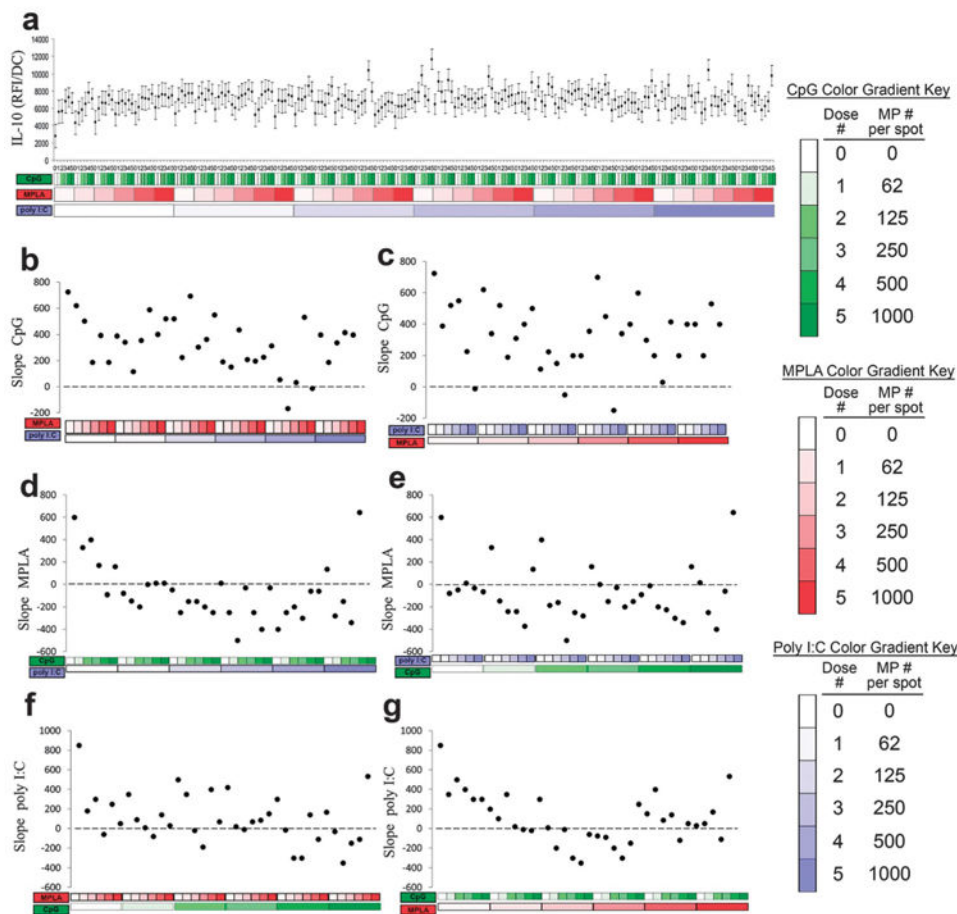 a
14000
12000
10000
8000
6000
4000
2000
0
IL-10 (RFI/DC)
CpG
MPLA
poly I:C
b
800
600
400
200
0
-200
Slope CpG
MPLA
poly I:C
c
800
600
400
200
0
-200
Slope CpG
poly I:C
MPLA
d
800
600
400
200
0
-200
-400
-600
Slope MPLA
CpG
poly I:C
e
800
600
400
200
0
-200
-400
-600
Slope MPLA
poly I:C
CpG
f
1000
800
600
400
200
0
-200
-400
-600
Slope poly I:C
MPLA
CpG
g
1000
800
600
400
200
0
-200
-400
-600
Slope poly I:C
CpG
MPLA
CpG Color Gradient Key
Dose MP #
# per spot
0 0
1 62
2 125
3 250
4 500
5 1000
MPLA Color Gradient Key
Dose MP #
# per spot
0 0
1 62
2 125
3 250
4 500
5 1000
Poly I:C Color Gradient Key
Dose MP #
# per spot
0 0
1 62
2 125
3 250
4 500
5 1000